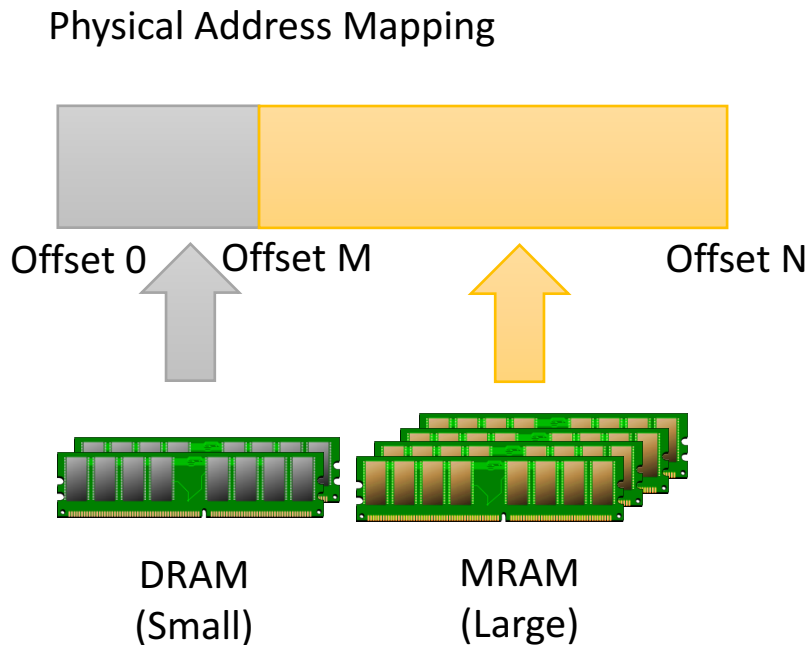 Physical Address Mapping
Offset 0
Offset M
Offset N
DRAM
(Small)
MRAM
(Large)